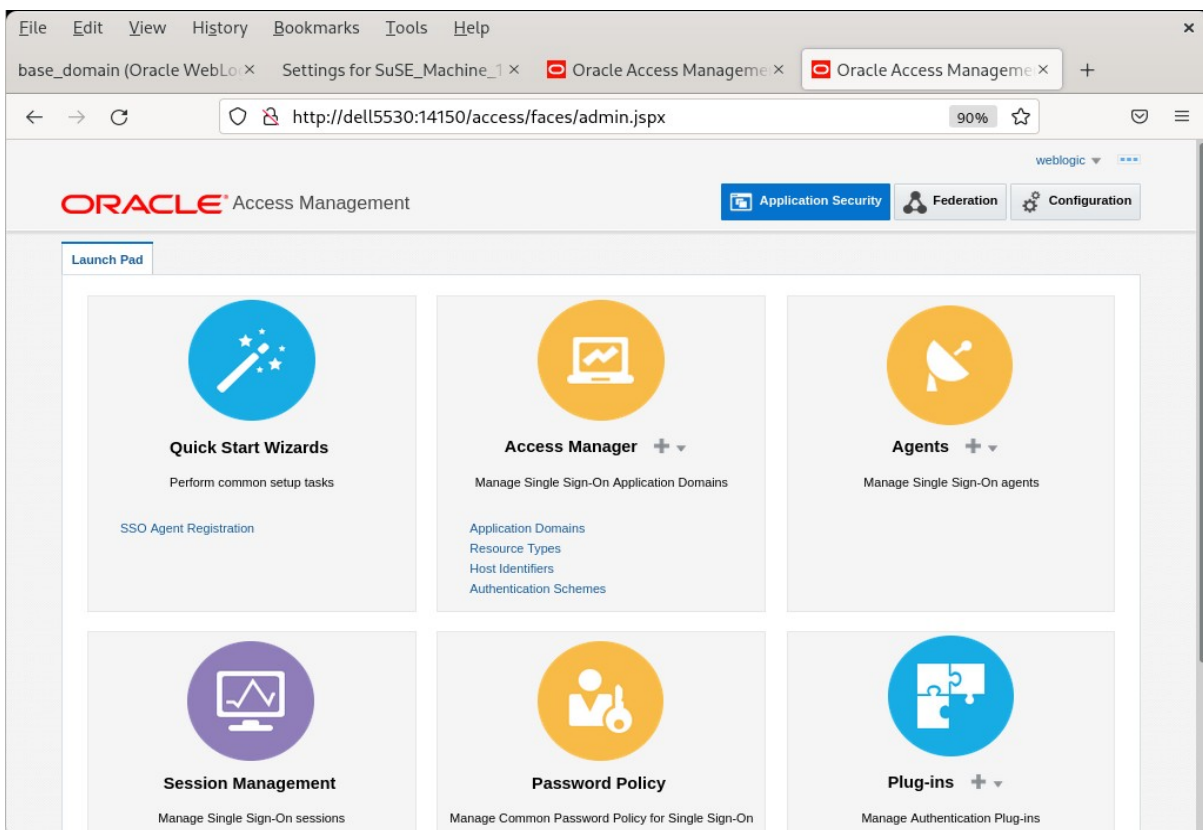 File Edit View History Bookmarks Tools Help
base_domain (Oracle WebLo Settings for SuSE_Machine_1 Oracle Access Manageme Oracle Access Manageme
http://dell5530:14150/access/faces/admin.jspx 90%
weblogic
ORACLE Access Management Application Security Federation Configuration
Launch Pad
Quick Start Wizards
Perform common setup tasks
SSO Agent Registration
Access Manager
Manage Single Sign-On Application Domains
Application Domains
Resource Types
Host Identifiers
Authentication Schemes
Agents
Manage Single Sign-On agents
Session Management
Manage Single Sign-On sessions
Password Policy
Manage Common Password Policy for Single Sign-On
Plug-ins
Manage Authentication Plug-ins